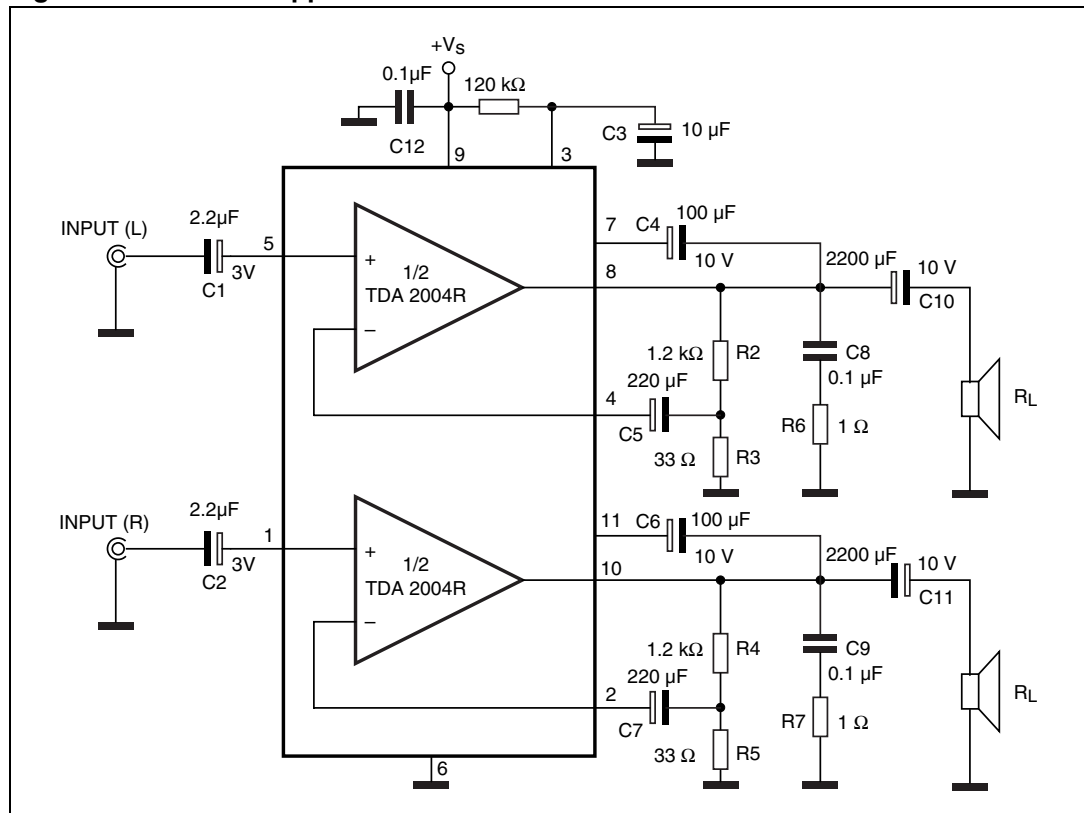 +VS
0.1µF
120 kΩ
C12
C3
10 µF
9
3
INPUT (L)
2.2µF
3V
C1
5
+
1/2
TDA 2004R
–
7
C4
100 µF
10 V
8
2200 µF
10 V
C10
1.2 kΩ
R2
C8
0.1 µF
220 µF
4
C5
33 Ω
R3
R6
1 Ω
RL
INPUT (R)
2.2µF
3V
C2
1
+
1/2
TDA 2004R
–
11
C6
100 µF
10 V
10
2200 µF
10 V
C11
1.2 kΩ
R4
C9
0.1 µF
220 µF
2
C7
33 Ω
R5
R7
1 Ω
RL
6